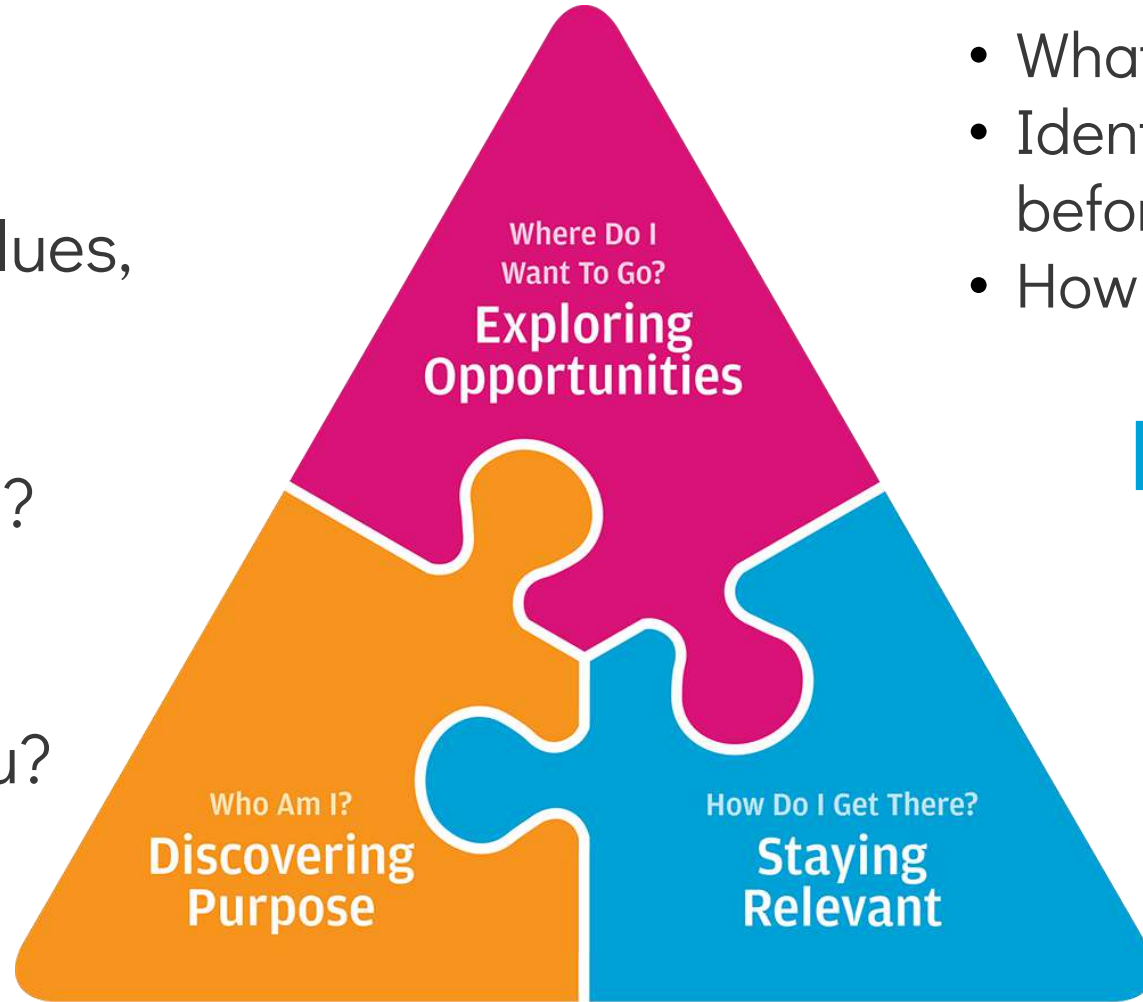 lues,
?
u?
Where Do I
Want To Go?
Exploring
Opportunities
Who Am I?
Discovering
Purpose
How Do I Get There?
Staying
Relevant
• What
• Ident
befor
• How